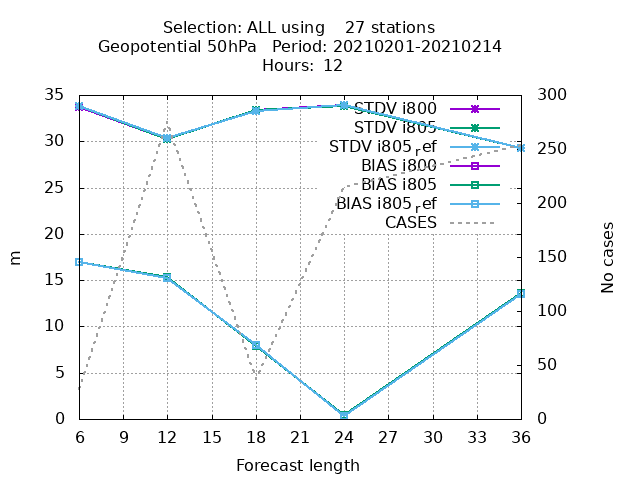 Selection: ALL using    27 stations
Geopotential 50hPa   Period: 20210201-20210214
Hours: 12
35 300
STDV i800
STDV i805
30
STDV i805ref 250
BIAS i800
25 BIAS i805
BIAS i805ref 200
CASES
20
m No cases
150
15
10 100
5 50
0 0
6 9 12 15 18 21 24 27 30 33 36
Forecast length